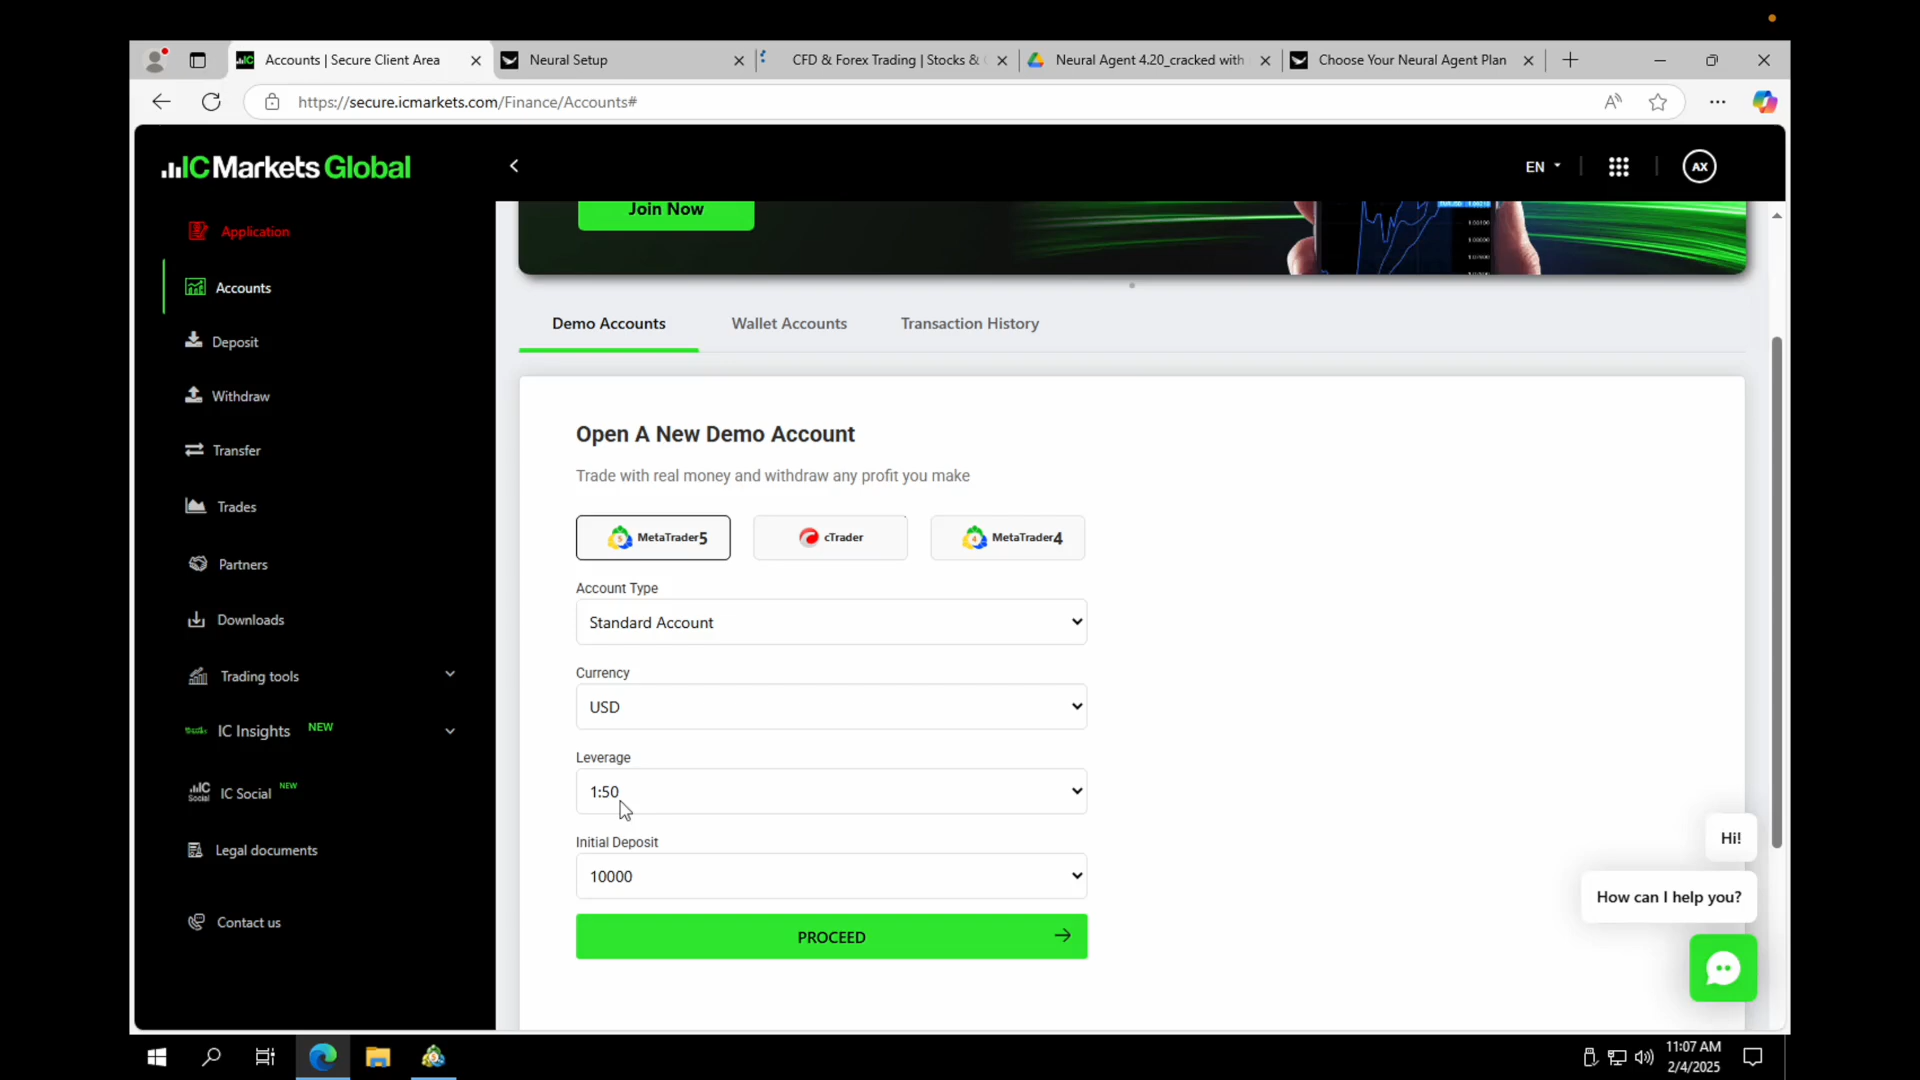 Accounts | Secure Client Area
Neural Setup
CFD & Forex Trading | Stocks &
Neural Agent 4.20_cracked with
Choose Your Neural Agent Plan
https://secure.icmarkets.com/Finance/Accounts#
IC Markets Global
EN
AX
Join Now
Application
Accounts
Deposit
Withdraw
Transfer
Trades
Partners
Downloads
Trading tools
IC Insights NEW
IC Social NEW
Legal documents
Contact us
Demo Accounts
Wallet Accounts
Transaction History
Open A New Demo Account
Trade with real money and withdraw any profit you make
MetaTrader 5
cTrader
MetaTrader 4
Account Type
Standard Account
Currency
USD
Leverage
1:50
Initial Deposit
10000
PROCEED
Hi!
How can I help you?
11:07 AM
2/4/2025